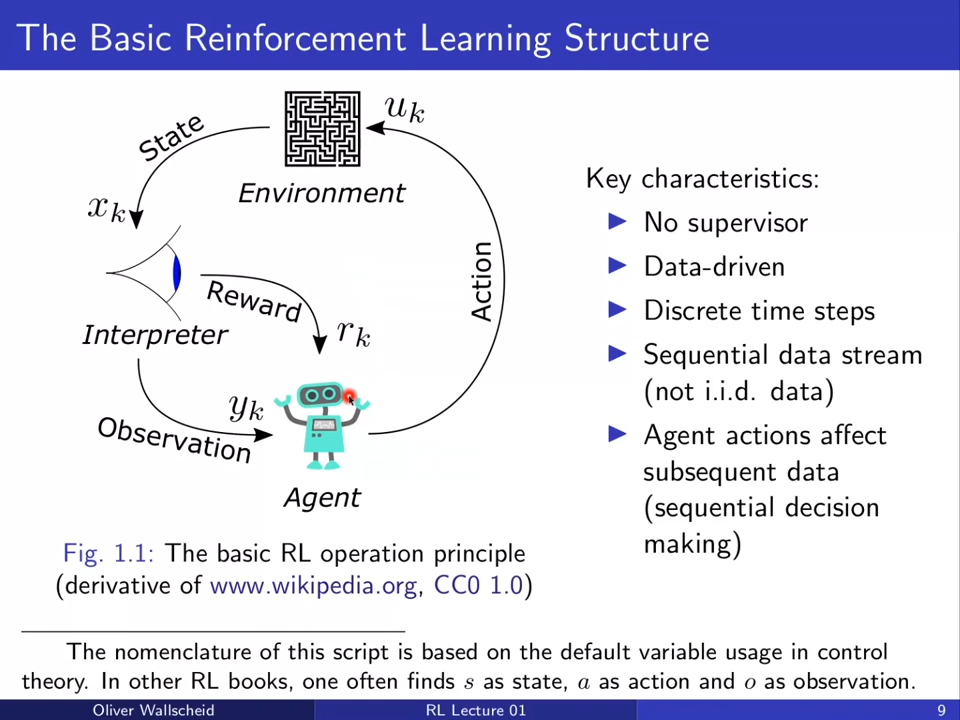 The Basic Reinforcement Learning Structure
State
u_k
Environment
x_k
Interpreter
Reward
r_k
Action
y_k
Observation
Agent
Fig. 1.1: The basic RL operation principle
(derivative of www.wikipedia.org, CC0 1.0)
Key characteristics:
No supervisor
Data-driven
Discrete time steps
Sequential data stream
(not i.i.d. data)
Agent actions affect
subsequent data
(sequential decision
making)
The nomenclature of this script is based on the default variable usage in control
theory. In other RL books, one often finds s as state, a as action and o as observation.
Oliver Wallscheid
RL Lecture 01
9